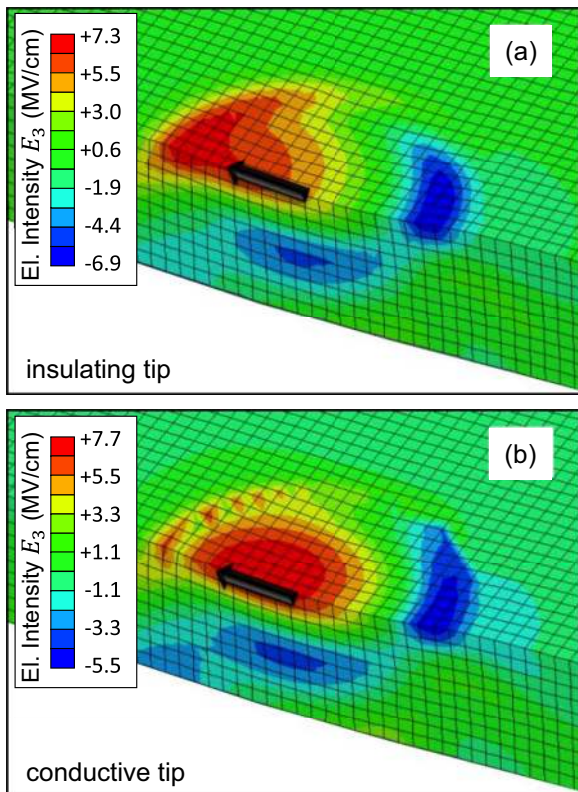 El. Intensity E₃ (MV/cm)
+7.3
+5.5
+3.0
+0.6
-1.9
-4.4
-6.9
(a)
insulating tip
El. Intensity E₃ (MV/cm)
+7.7
+5.5
+3.3
+1.1
-1.1
-3.3
-5.5
(b)
conductive tip